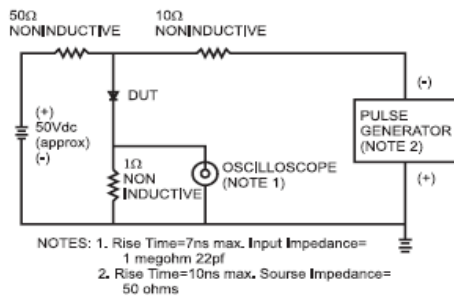 50Ω
NONINDUCTIVE
10Ω
NONINDUCTIVE
(+)
50Vdc
(approx)
(-)
DUT
1Ω
NON
INDUCTIVE
OSCILLOSCOPE
(NOTE 1)
(-)
PULSE
GENERATOR
(NOTE 2)
(+)
NOTES: 1. Rise Time=7ns max. Input Impedance=
1 megohm 22pf
2. Rise Time=10ns max. Sourse Impedance=
50 ohms